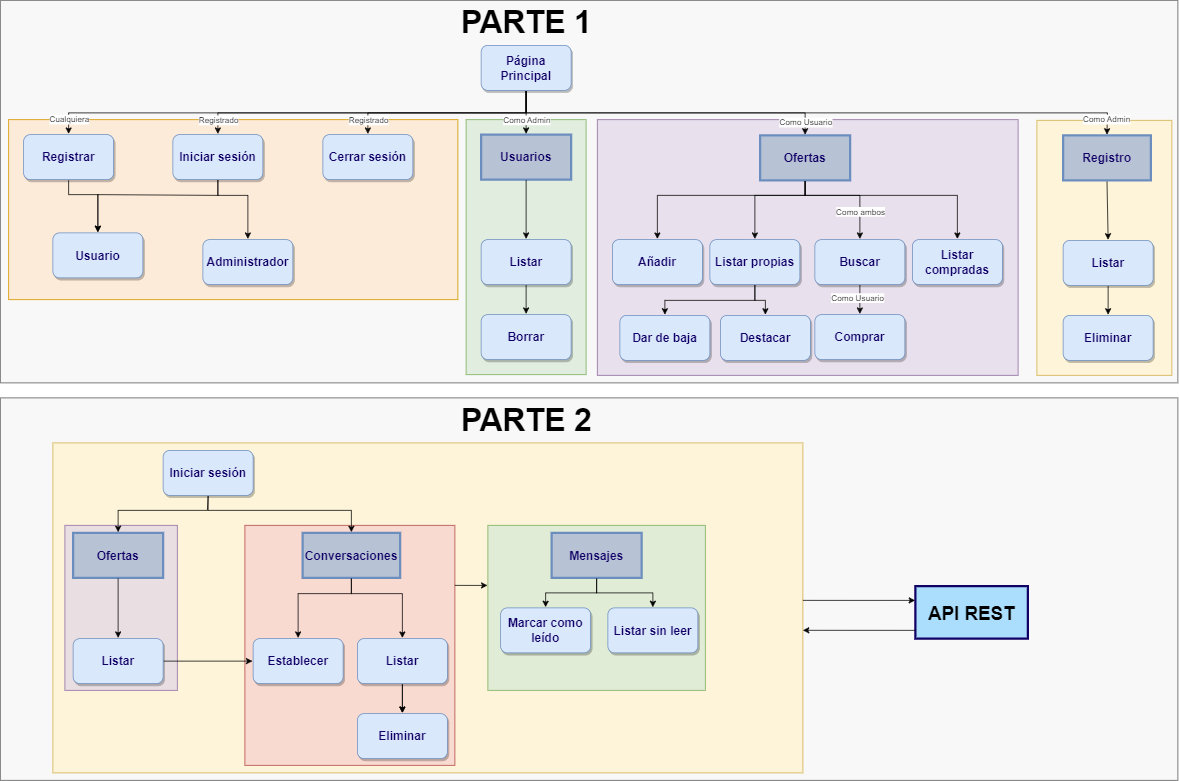 PARTE 1
Página
Principal
Cualquiera
Registrado
Registrado
Como Admin
Como Usuario
Como Admin
Registrar
Iniciar sesión
Cerrar sesión
Usuarios
Ofertas
Registro
Como ambos
Usuario
Administrador
Listar
Añadir
Listar propias
Buscar
Listar
compradas
Listar
Como Usuario
Borrar
Dar de baja
Destacar
Comprar
Eliminar
PARTE 2
Iniciar sesión
Ofertas
Conversaciones
Mensajes
API REST
Marcar como
leído
Listar sin leer
Listar
Establecer
Listar
Eliminar